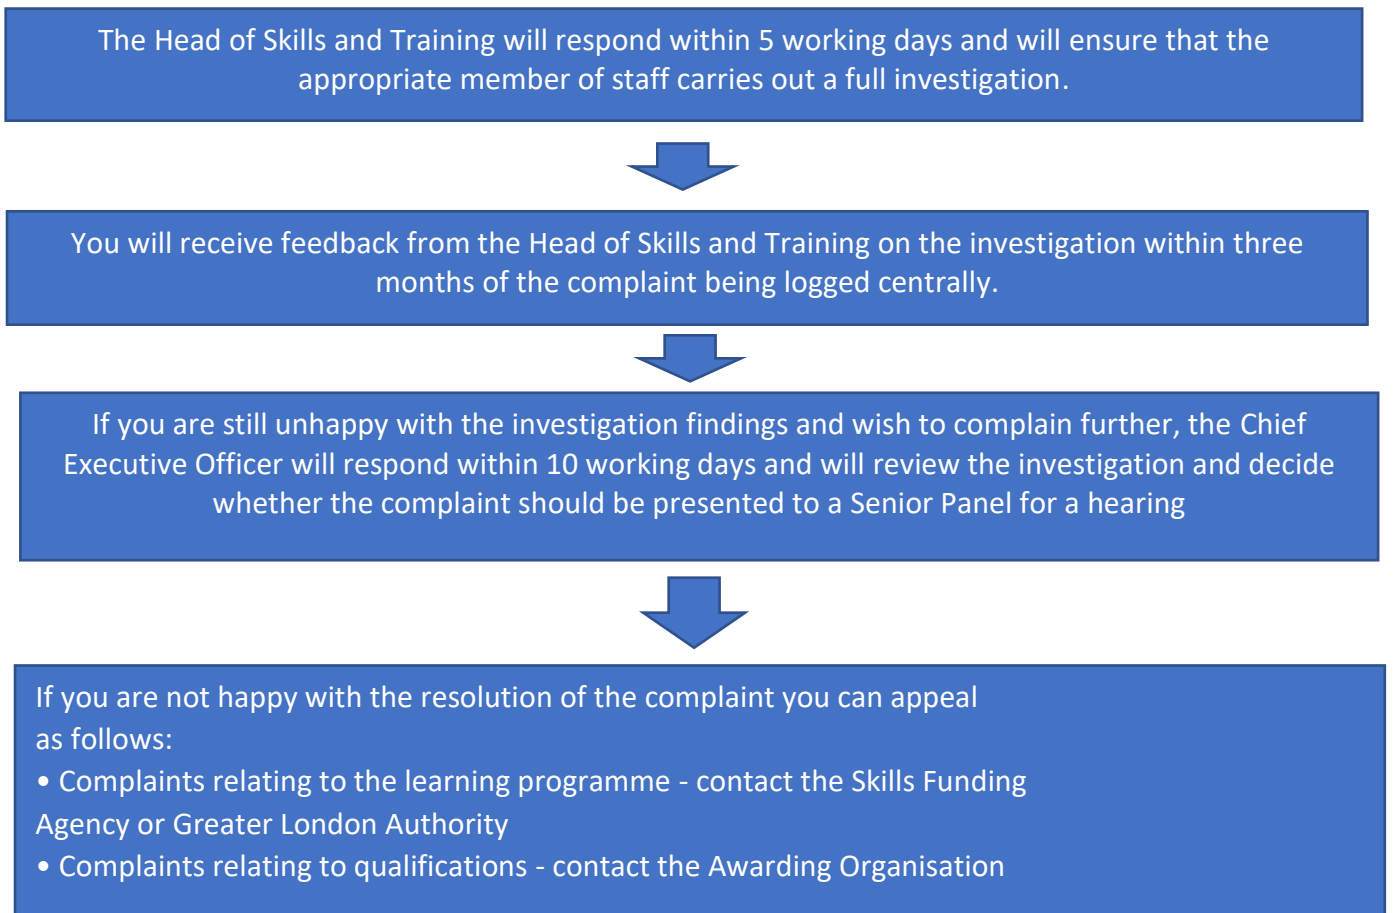 The Head of Skills and Training will respond within 5 working days and will ensure that the
appropriate member of staff carries out a full investigation.
You will receive feedback from the Head of Skills and Training on the investigation within three
months of the complaint being logged centrally.
If you are still unhappy with the investigation findings and wish to complain further, the Chief
Executive Officer will respond within 10 working days and will review the investigation and decide
whether the complaint should be presented to a Senior Panel for a hearing
If you are not happy with the resolution of the complaint you can appeal
as follows:
• Complaints relating to the learning programme - contact the Skills Funding
Agency or Greater London Authority
• Complaints relating to qualifications - contact the Awarding Organisation